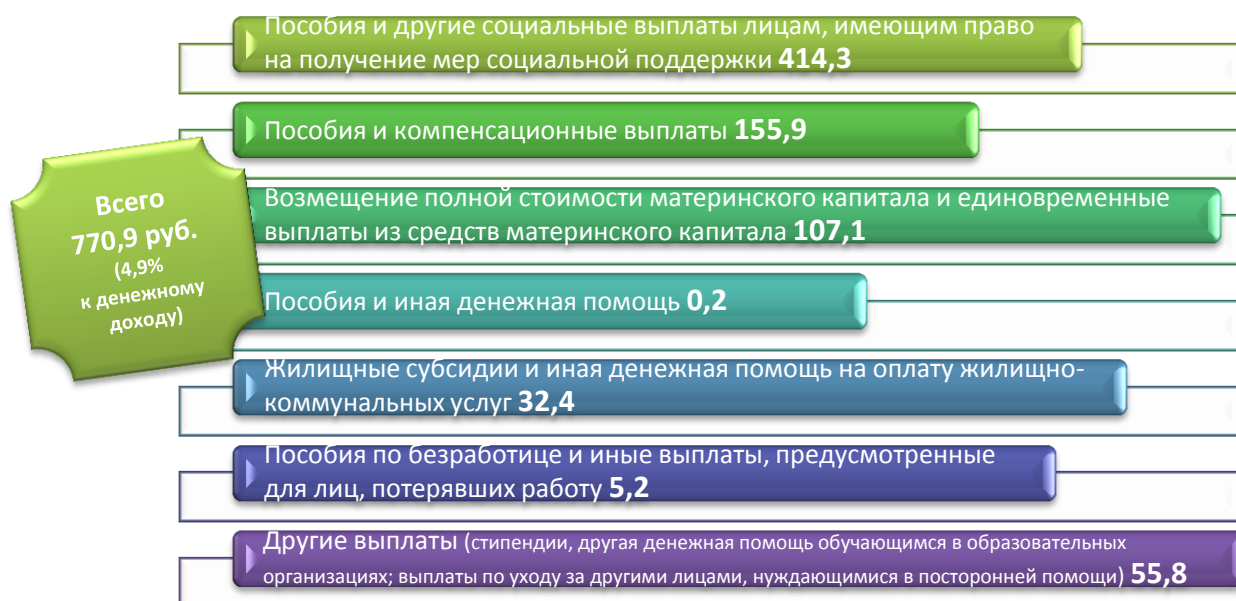 Пособия и другие социальные выплаты лицам, имеющим право
на получение мер социальной поддержки 414,3
Пособия и компенсационные выплаты 155,9
Всего
770,9 руб.
(4,9%
к денежному
доходу)
Возмещение полной стоимости материнского капитала и единовременные
выплаты из средств материнского капитала 107,1
Пособия и иная денежная помощь 0,2
Жилищные субсидии и иная денежная помощь на оплату жилищно-
коммунальных услуг 32,4
Пособия по безработице и иные выплаты, предусмотренные
для лиц, потерявших работу 5,2
Другие выплаты (стипендии, другая денежная помощь обучающимся в образовательных
организациях; выплаты по уходу за другими лицами, нуждающимися в посторонней помощи) 55,8